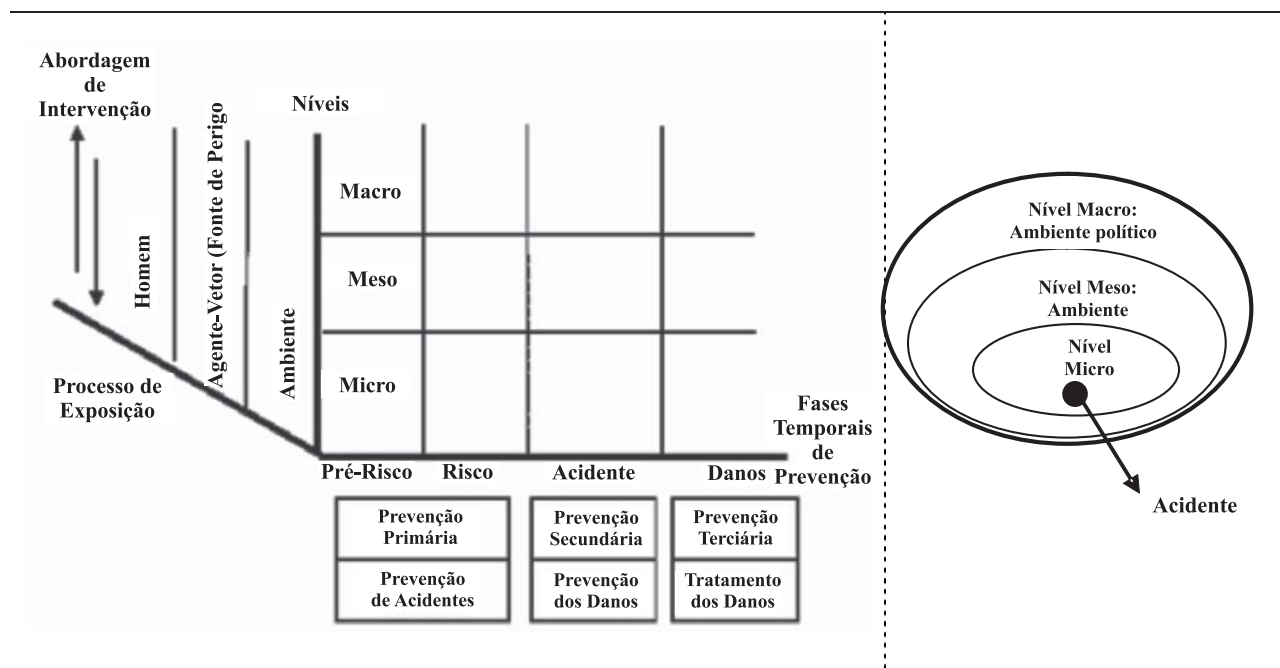 Abordagem
de
Intervenção
Níveis
Homem
Agente-Vetor (Fonte de Perigo
Ambiente
Macro
Meso
Micro
Processo de
Exposição
Fases
Temporais
de
Prevenção
Pré-Risco
Risco
Acidente
Danos
Prevenção
Primária
Prevenção
de Acidentes
Prevenção
Secundária
Prevenção
dos Danos
Prevenção
Terciária
Tratamento
dos Danos
Nível Macro:
Ambiente político
Nível Meso:
Ambiente
Nível
Micro
Acidente